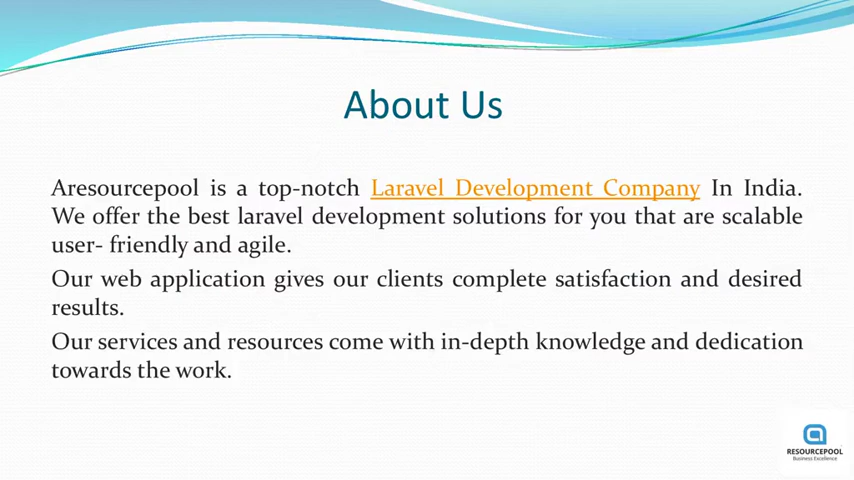 About Us
Aresourcepool is a top-notch Laravel Development Company In India.
We offer the best laravel development solutions for you that are scalable
user- friendly and agile.
Our web application gives our clients complete satisfaction and desired
results.
Our services and resources come with in-depth knowledge and dedication
towards the work.
RESOURCEPOOL
Business Excellence